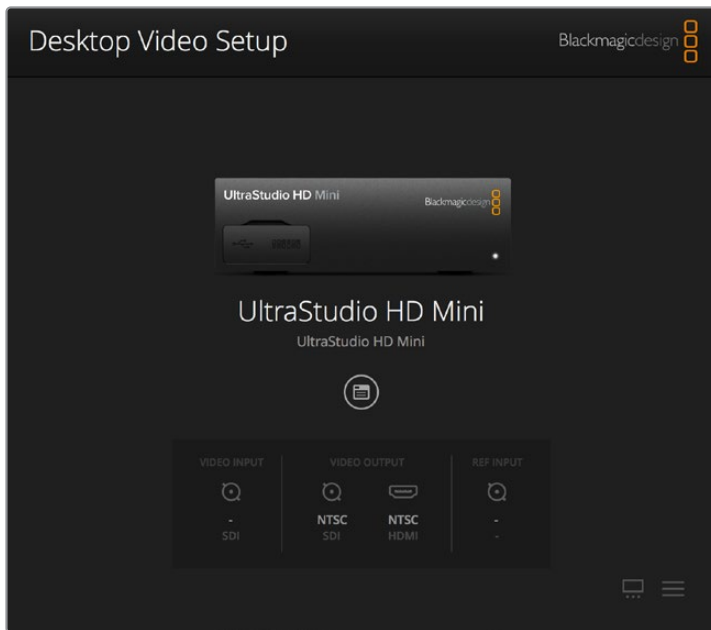 Desktop Video Setup
Blackmagicdesign
UltraStudio HD Mini
Blackmagicdesign
UltraStudio HD Mini
UltraStudio HD Mini
VIDEO INPUT VIDEO OUTPUT REF INPUT
- NTSC NTSC -
SDI SDI HDMI -